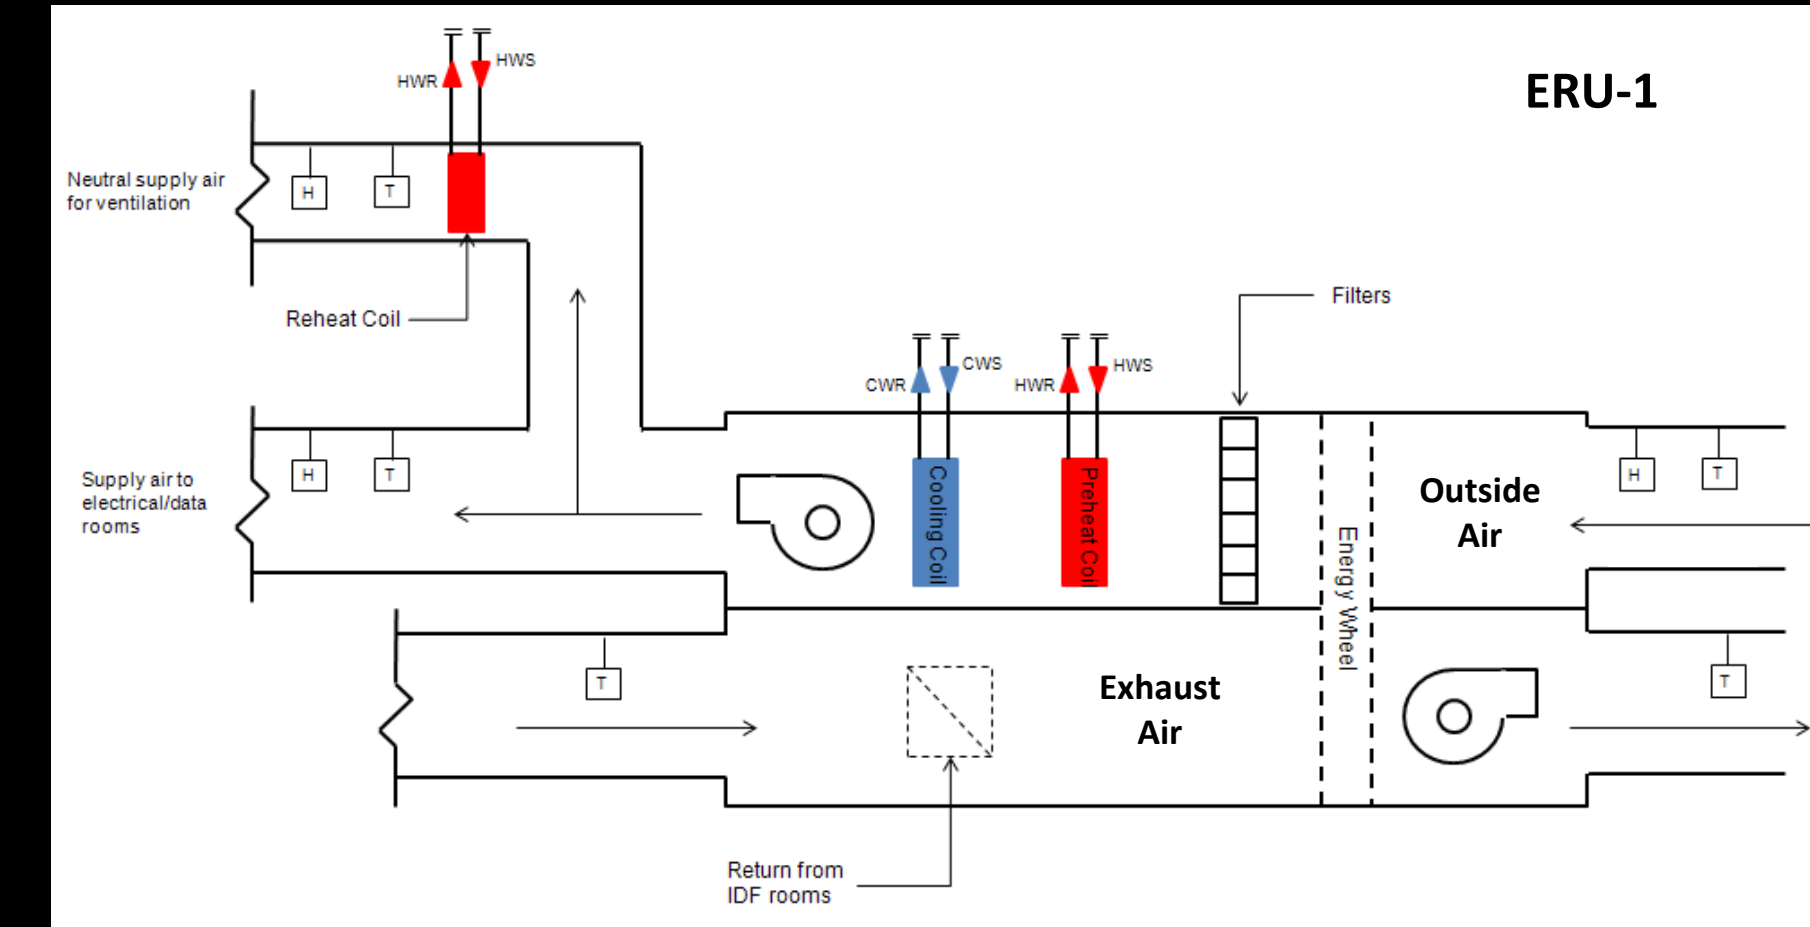 ERU-1
HWR
HWS
Neutral supply air
for ventilation
H
T
Reheat Coil
Filters
CWR
CWS
HWR
HWS
H
T
Supply air to
electrical/data
rooms
Cooling Coil
Preheat Coil
Energy Wheel
Outside
Air
H
T
T
Exhaust
Air
T
Return from
IDF rooms